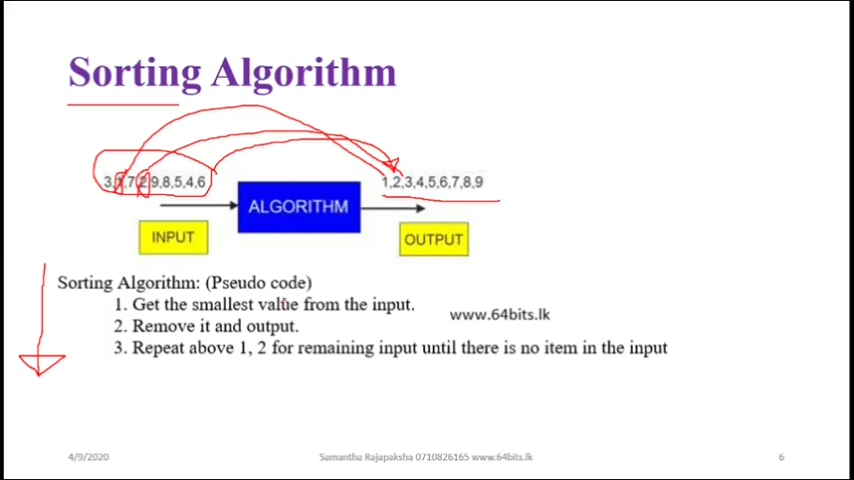 Sorting Algorithm
3,1,7,2,9,8,5,4,6
1,2,3,4,5,6,7,8,9
ALGORITHM
INPUT
OUTPUT
Sorting Algorithm: (Pseudo code)
1. Get the smallest value from the input.
www.64bits.lk
2. Remove it and output.
3. Repeat above 1, 2 for remaining input until there is no item in the input
4/9/2020
Samantha Rajapaksha 0710826165 www.64bits.lk
6